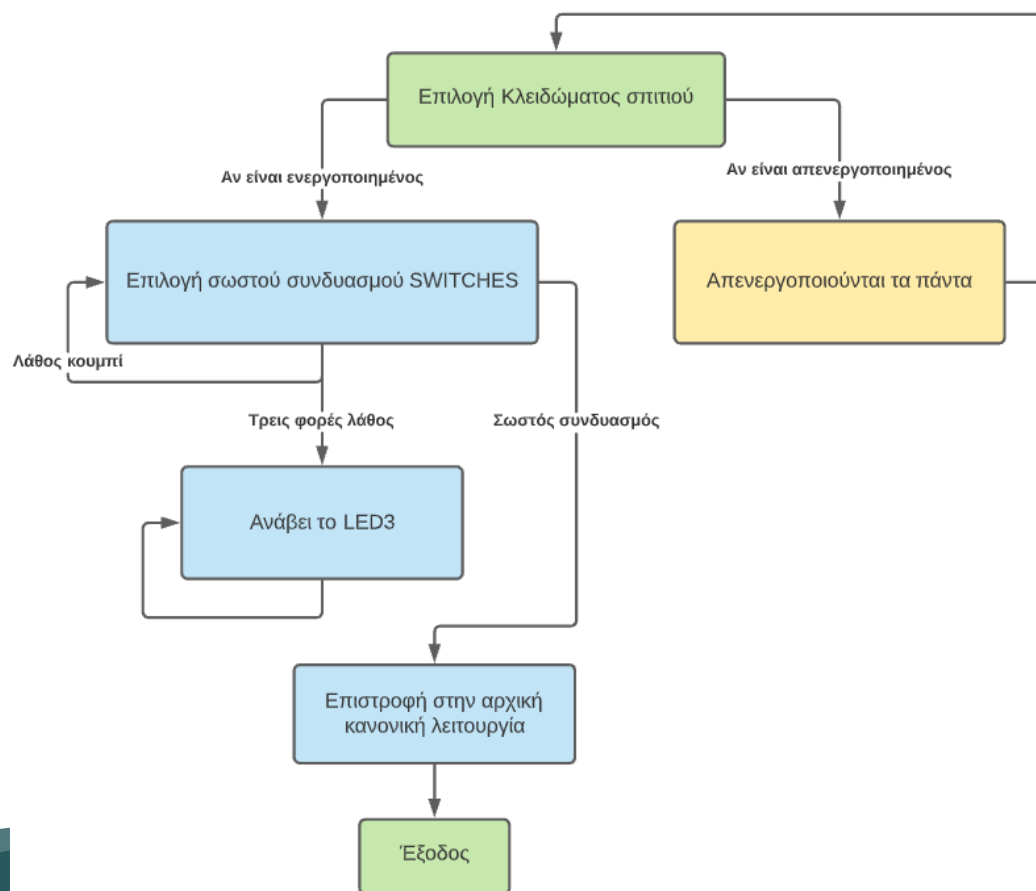 Επιλογή Κλειδώματος σπιτιού
Αν είναι ενεργοποιημένος
Αν είναι απενεργοποιημένος
Επιλογή σωστού συνδυασμού SWITCHES
Απενεργοποιούνται τα πάντα
Λάθος κουμπί
Τρεις φορές λάθος
Σωστός συνδυασμός
Ανάβει το LED3
Επιστροφή στην αρχική
κανονική λειτουργία
Έξοδος